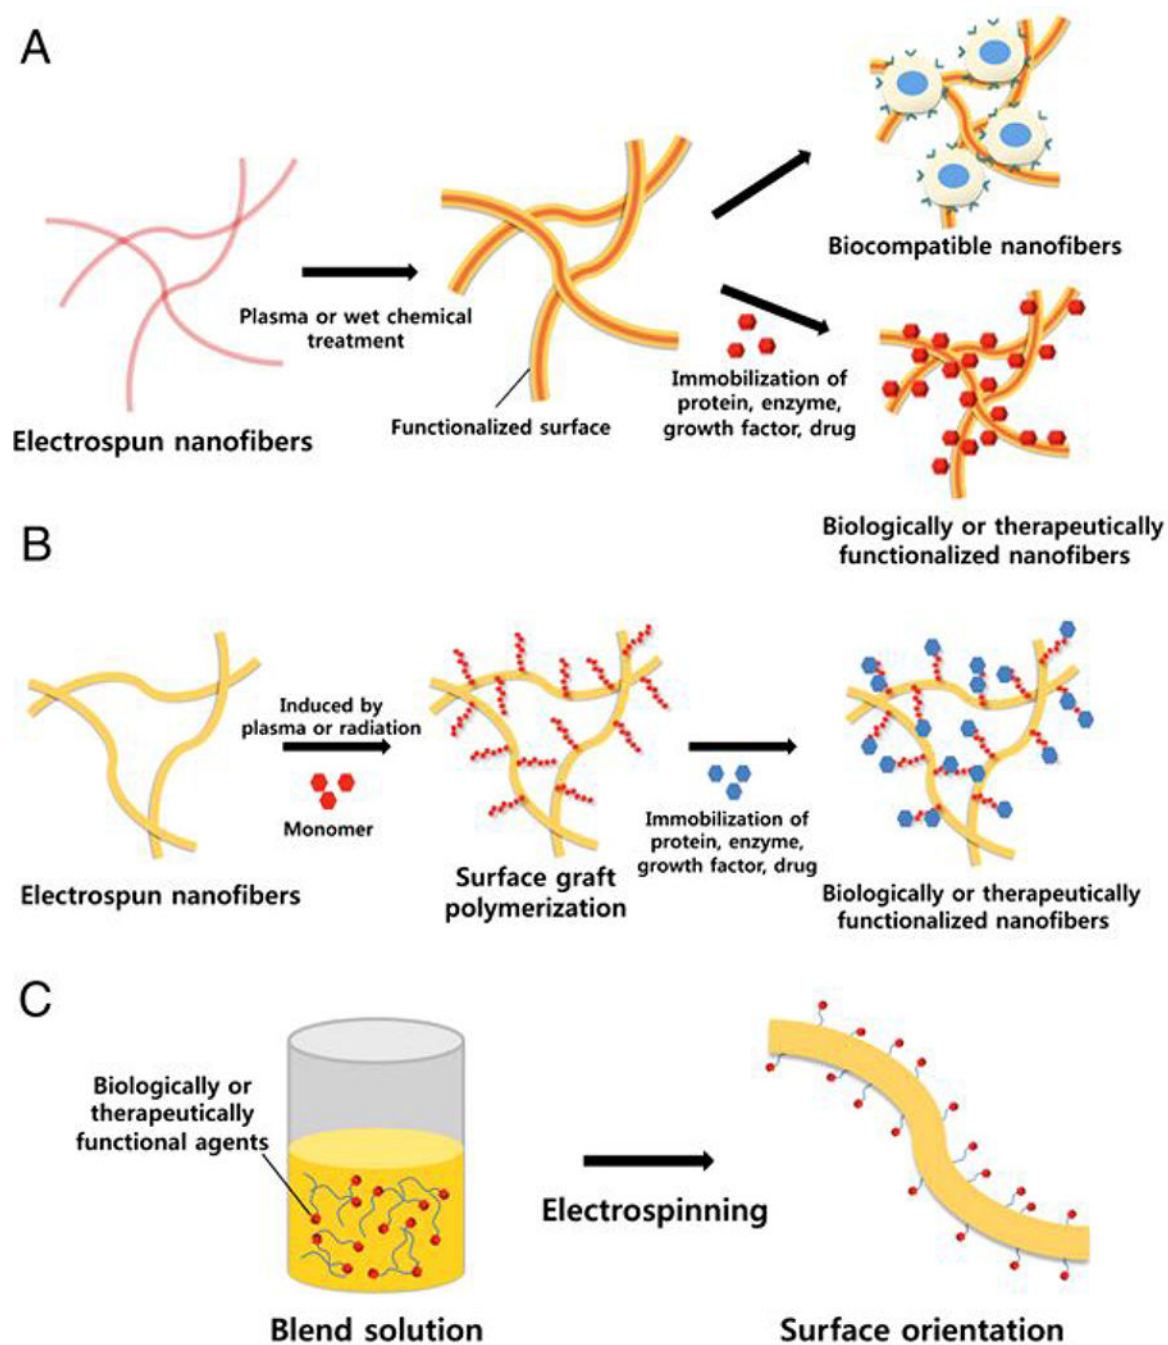 A
Plasma or wet chemical
treatment
Electrospun nanofibers
Functionalized surface
Biocompatible nanofibers
Immobilization of
protein, enzyme,
growth factor, drug
Biologically or therapeutically
functionalized nanofibers
B
Induced by
plasma or radiation
Monomer
Electrospun nanofibers
Surface graft
polymerization
Immobilization of
protein, enzyme,
growth factor, drug
Biologically or therapeutically
functionalized nanofibers
C
Biologically or
therapeutically
functional agents
Blend solution
Electrospinning
Surface orientation